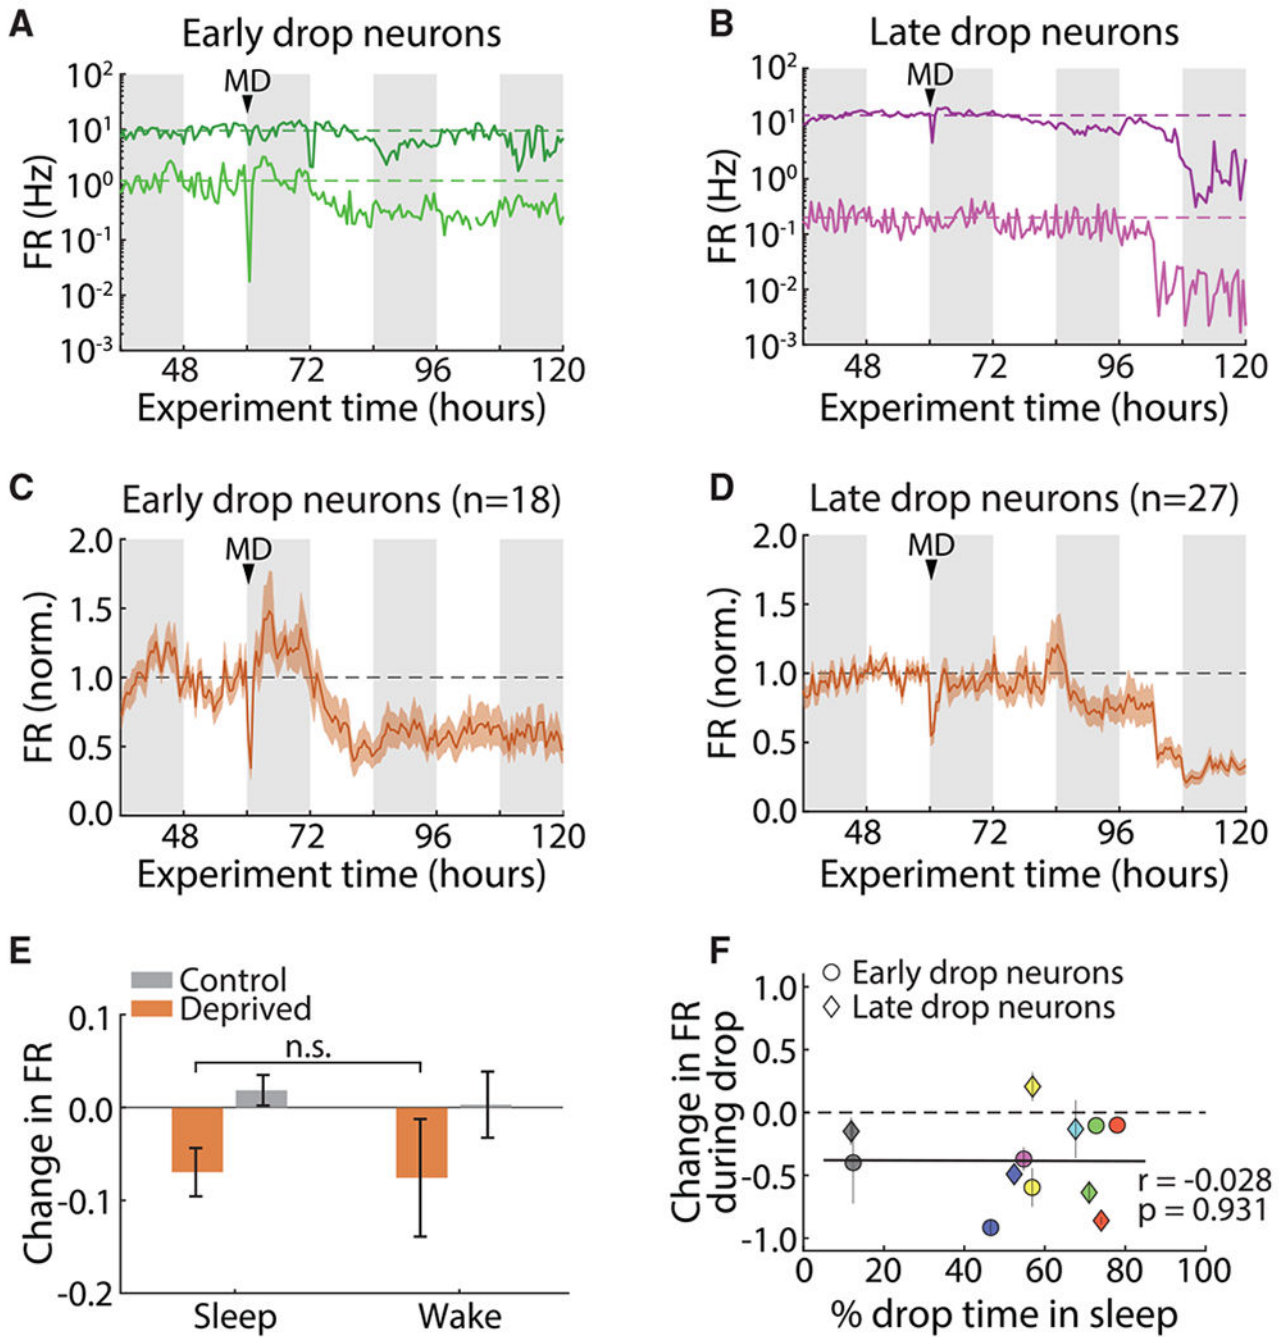 A
Early drop neurons
MD
10²
10¹
10⁰
10⁻¹
10⁻²
10⁻³
FR (Hz)
48 72 96 120
Experiment time (hours)
B
Late drop neurons
MD
10²
10¹
10⁰
10⁻¹
10⁻²
10⁻³
FR (Hz)
48 72 96 120
Experiment time (hours)
C
Early drop neurons (n=18)
MD
2.0
1.5
1.0
0.5
0.0
FR (norm.)
48 72 96 120
Experiment time (hours)
D
Late drop neurons (n=27)
MD
2.0
1.5
1.0
0.5
0.0
FR (norm.)
48 72 96 120
Experiment time (hours)
E
Control
Deprived
n.s.
0.1
0.0
-0.1
-0.2
Change in FR
Sleep Wake
F
Early drop neurons
Late drop neurons
1.0
0.5
0.0
-0.5
-1.0
Change in FR
during drop
r = -0.028
p = 0.931
0 20 40 60 80 100
% drop time in sleep